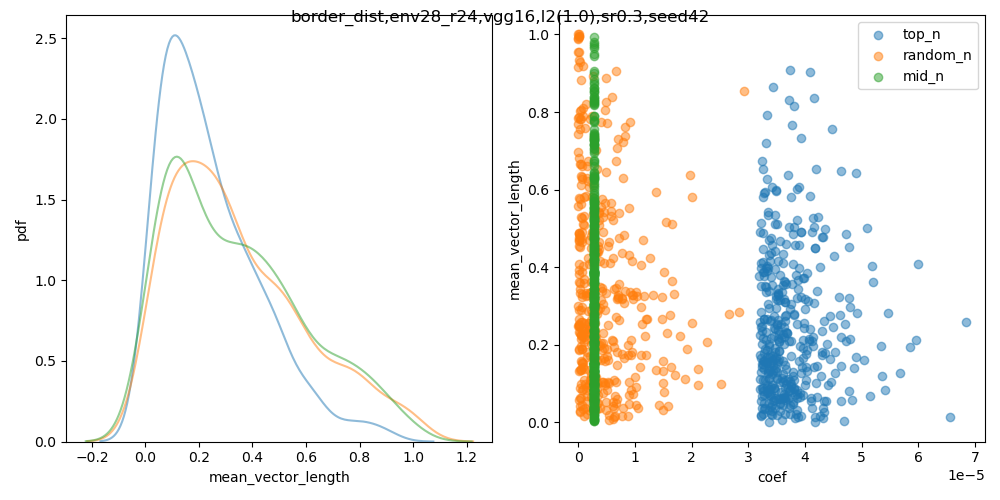 border_dist,env28_r24,vgg16,l2(1.0),sr0.3,seed42
pdf
2.5
2.0
1.5
1.0
0.5
0.0
−0.2 0.0 0.2 0.4 0.6 0.8 1.0 1.2
mean_vector_length
mean_vector_length
1.0
0.8
0.6
0.4
0.2
0.0
top_n
random_n
mid_n
0 1 2 3 4 5 6 7
1e−5
coef